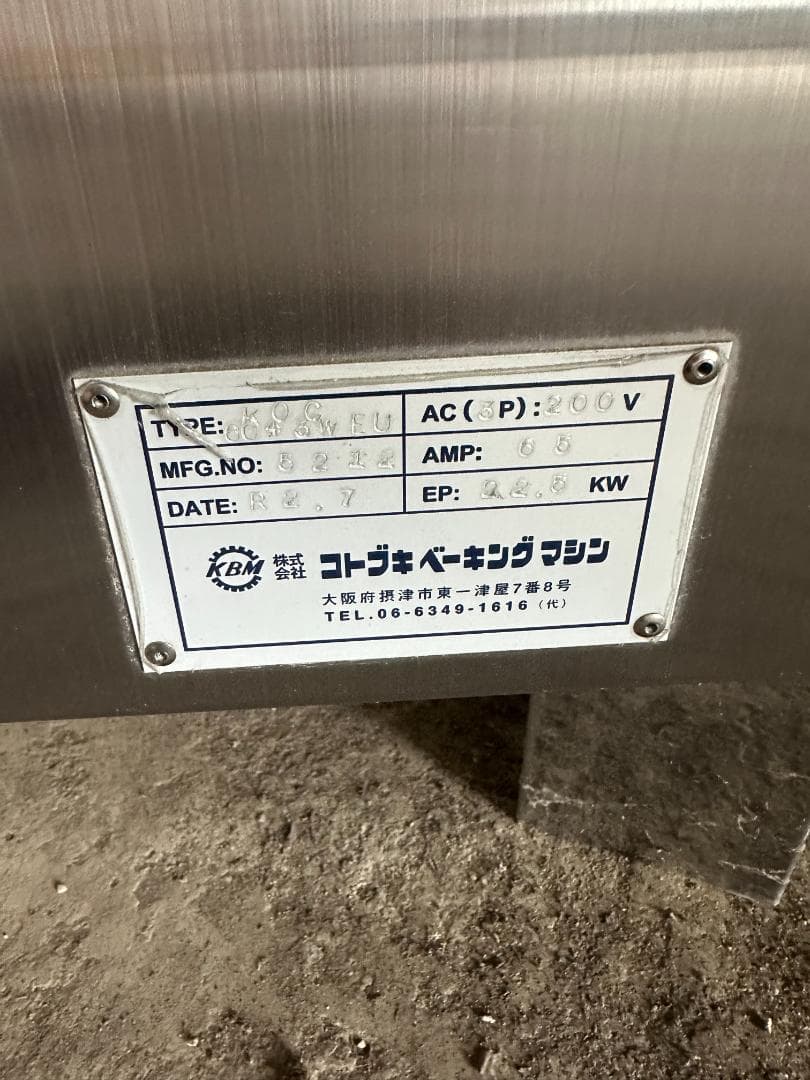 TYPE: KOC
6043WEU
MFG.NO: 5212
DATE: R2.7
AC(3P):200V
AMP: 65
EP: 22.5 KW
KBM 株式会社 コトブキベーキングマシン
大阪府摂津市東一津屋7番8号
TEL.06-6349-1616(代)